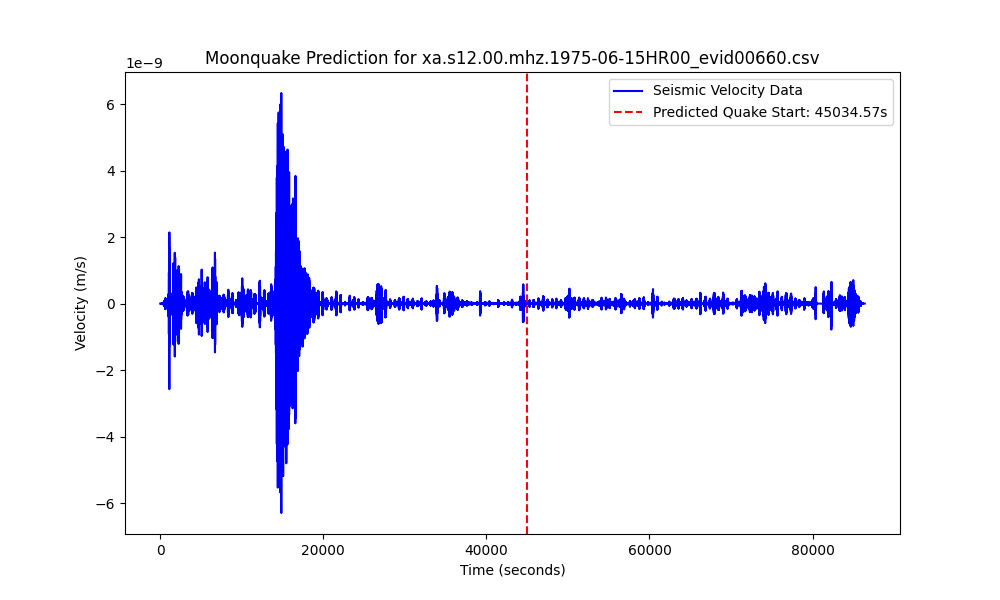 Moonquake Prediction for xa.s12.00.mhz.1975-06-15HR00_evid00660.csv
1e−9
Seismic Velocity Data
Predicted Quake Start: 45034.57s
6
4
2
0
−2
−4
−6
Velocity (m/s)
0 20000 40000 60000 80000
Time (seconds)